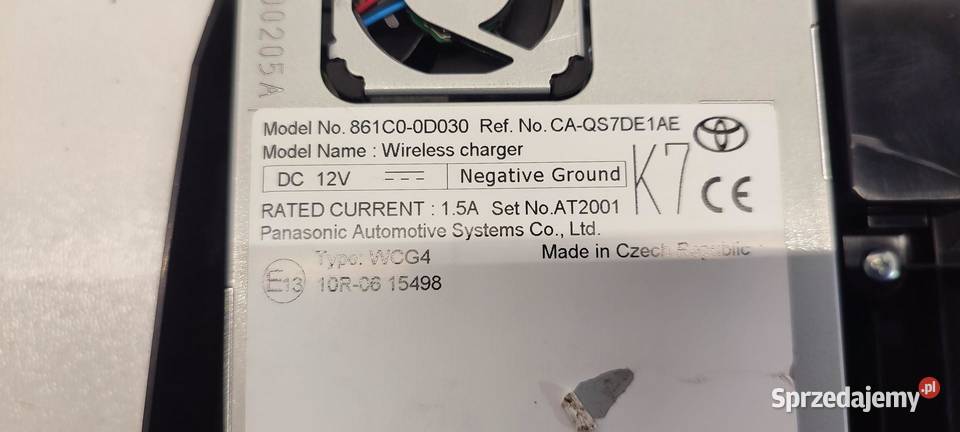 00205A
Model No. 861C0-0D030 Ref. No. CA-QS7DE1AE
Model Name : Wireless charger
DC 12V Negative Ground
K7
CE
RATED CURRENT : 1.5A Set No.AT2001
Panasonic Automotive Systems Co., Ltd.
Type: WCG4 Made in Czech Republic
E13 10R-06 15498
Sprzedajemy.pl